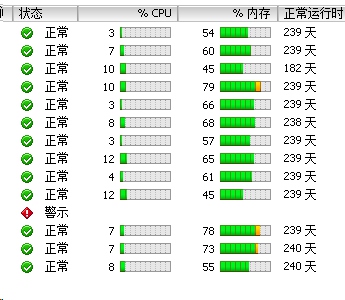 状态 % CPU % 内存 正常运行时
正常 3 54 239 天
正常 7 60 239 天
正常 10 45 182 天
正常 10 79 239 天
正常 3 66 239 天
正常 8 68 238 天
正常 3 57 239 天
正常 12 65 239 天
正常 4 61 239 天
正常 12 45 239 天
警示
正常 7 78 239 天
正常 7 73 240 天
正常 8 55 240 天